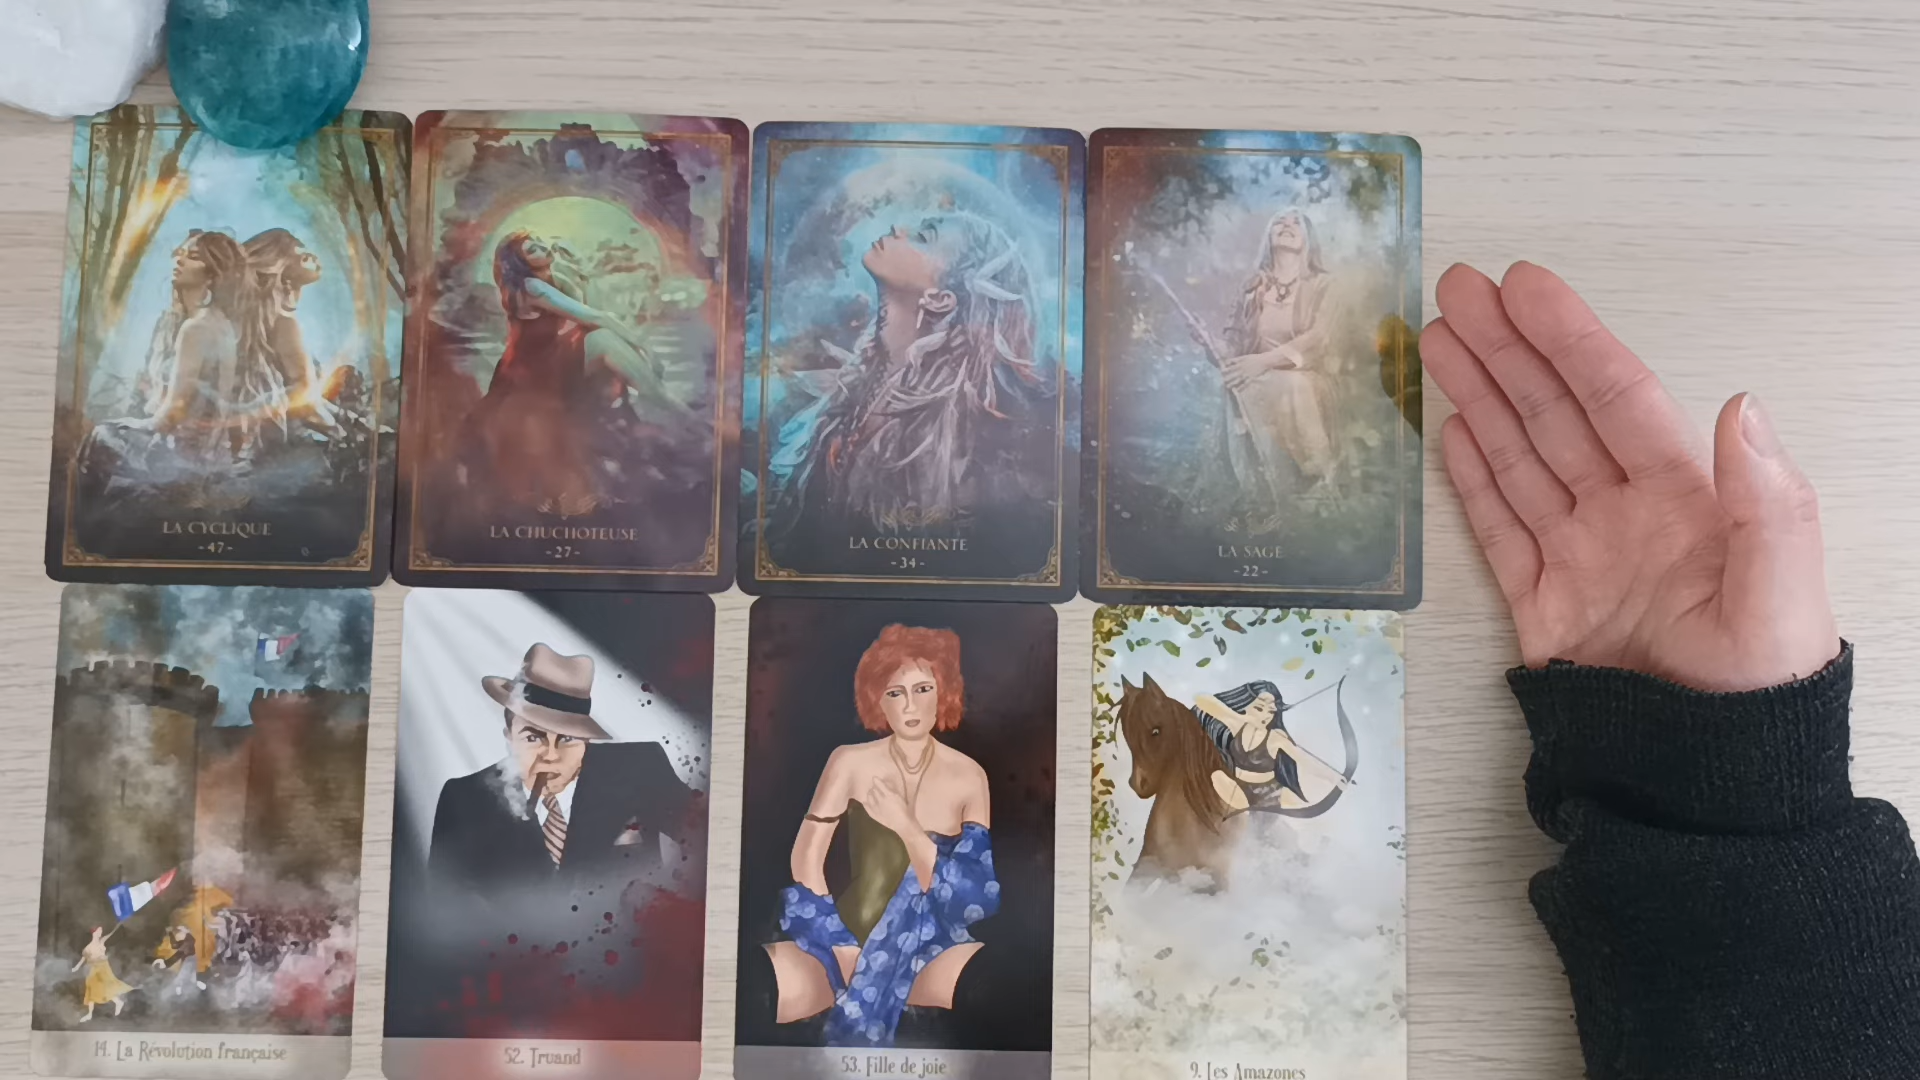 LA CYCLIQUE
-47-
LA CHUCHOTEUSE
-27-
LA CONFIANTE
-34-
LA SAGE
-22-
14. La Révolution française
52. Truand
53. Fille de joie
9. Les Amazones